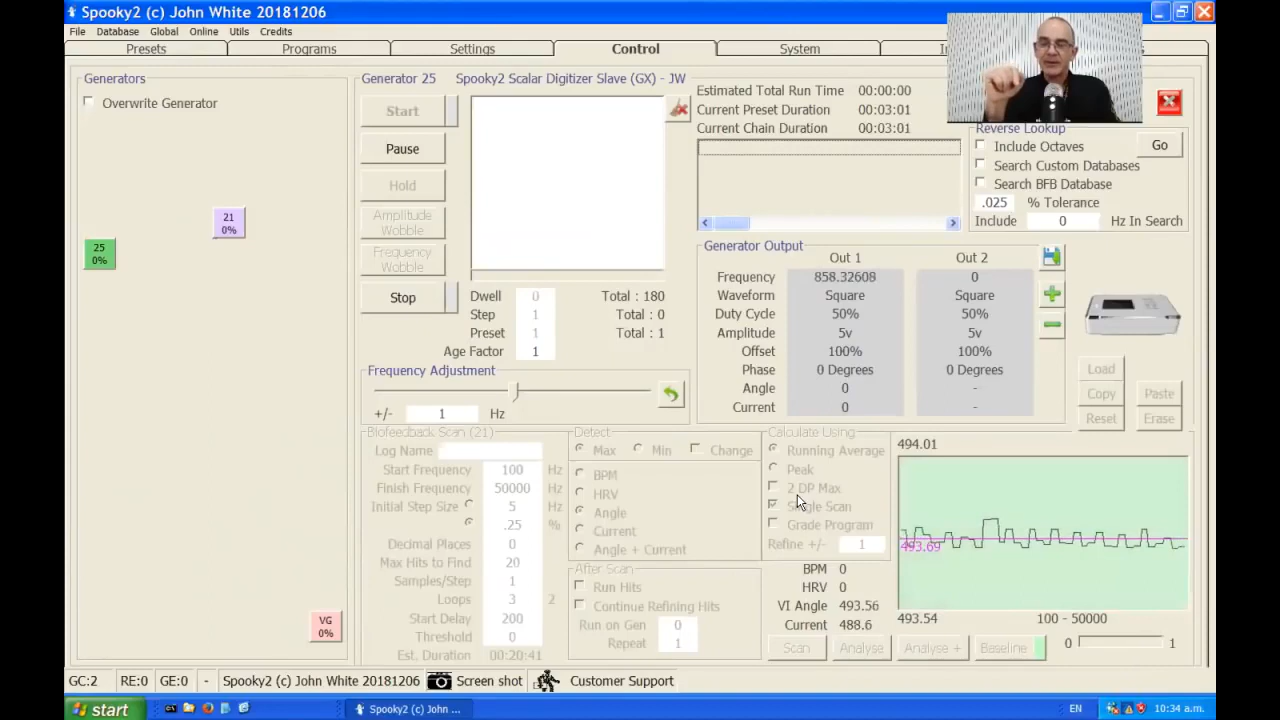 Spooky2 (c) John White 20181206
File Database Global Online Utils Credits
Presets Programs Settings Control System
Generators
Overwrite Generator
21
0%
25
0%
VG
0%
Generator 25 Spooky2 Scalar Digitizer Slave (GX) - JW
Start
Pause
Hold
Amplitude
Wobble
Frequency
Wobble
Stop
Dwell 0 Total : 180
Step 1 Total : 0
Preset 1 Total : 1
Age Factor 1
Frequency Adjustment
+/- 1 Hz
Estimated Total Run Time 00:00:00
Current Preset Duration 00:03:01
Current Chain Duration 00:03:01
Reverse Lookup
Include Octaves Go
Search Custom Databases
Search BFB Database
.025 % Tolerance
Include 0 Hz In Search
Generator Output
Out 1 Out 2
Frequency 858.32608 0
Waveform Square Square
Duty Cycle 50% 50%
Amplitude 5v 5v
Offset 100% 100%
Phase 0 Degrees 0 Degrees
Angle 0 -
Current 0 -
Load
Copy Paste
Reset Erase
Biofeedback Scan (21)
Log Name
Start Frequency 100 Hz
Finish Frequency 50000 Hz
Initial Step Size 5 Hz
.25 %
Decimal Places 0
Max Hits to Find 20
Samples/Step 1
Loops 3 2
Start Delay 200
Threshold 0
Est. Duration 00:20:41
Detect
Max Min Change
BPM
HRV
Angle
Current
Angle + Current
After Scan
Run Hits
Continue Refining Hits
Run on Gen 0
Repeat 1
Calculate Using
Running Average
Peak
2 DP Max
Single Scan
Grade Program
Refine +/- 1
BPM 0
HRV 0
VI Angle 493.56
Current 488.6
Scan Analyse Analyse + Baseline 0 1
494.01
493.69
493.54 100 - 50000
GC:2 RE:0 GE:0 - Spooky2 (c) John White 20181206 Screen shot Customer Support
start Spooky2 (c) John ... EN 10:34 a.m.